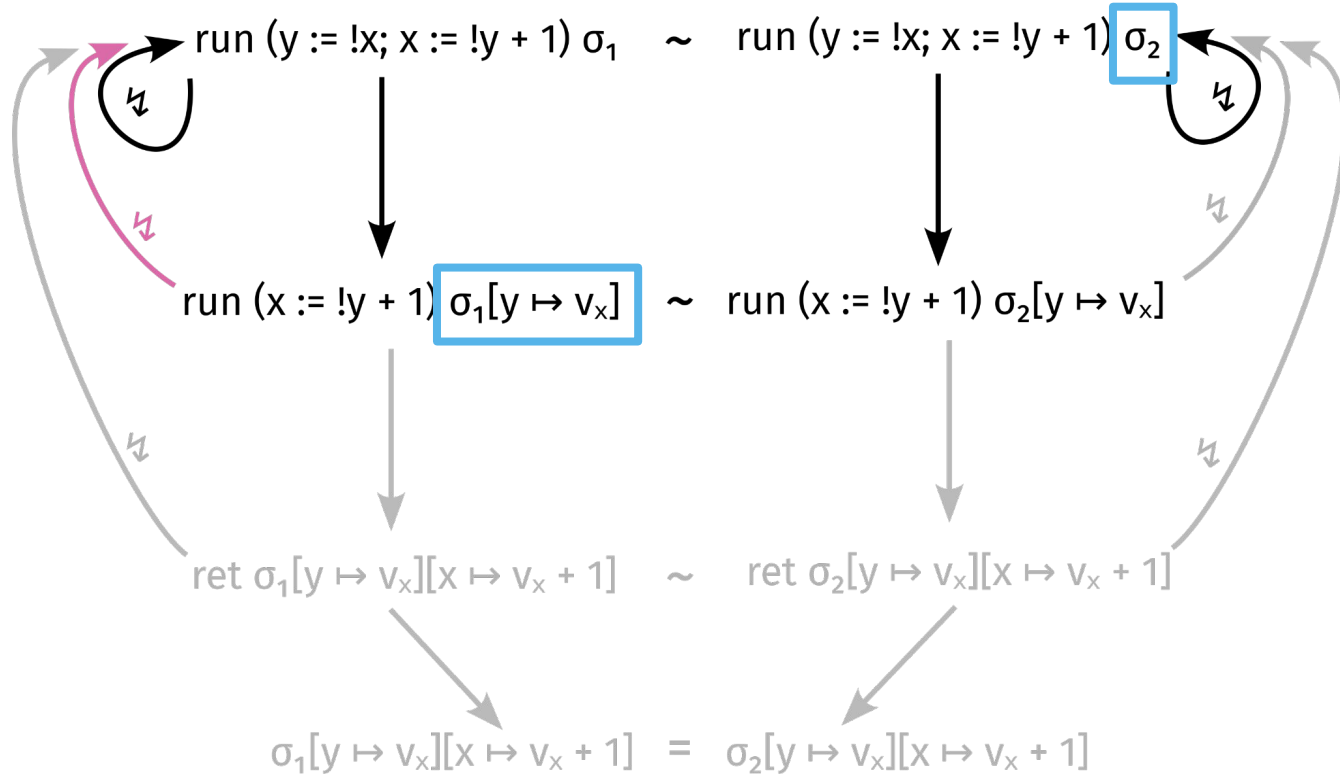 run (y := !x; x := !y + 1) σ₁ ~ run (y := !x; x := !y + 1) σ₂
run (x := !y + 1) σ₁[y ↦ vₓ] ~ run (x := !y + 1) σ₂[y ↦ vₓ]
ret σ₁[y ↦ vₓ][x ↦ vₓ + 1] ~ ret σ₂[y ↦ vₓ][x ↦ vₓ + 1]
σ₁[y ↦ vₓ][x ↦ vₓ + 1] = σ₂[y ↦ vₓ][x ↦ vₓ + 1]